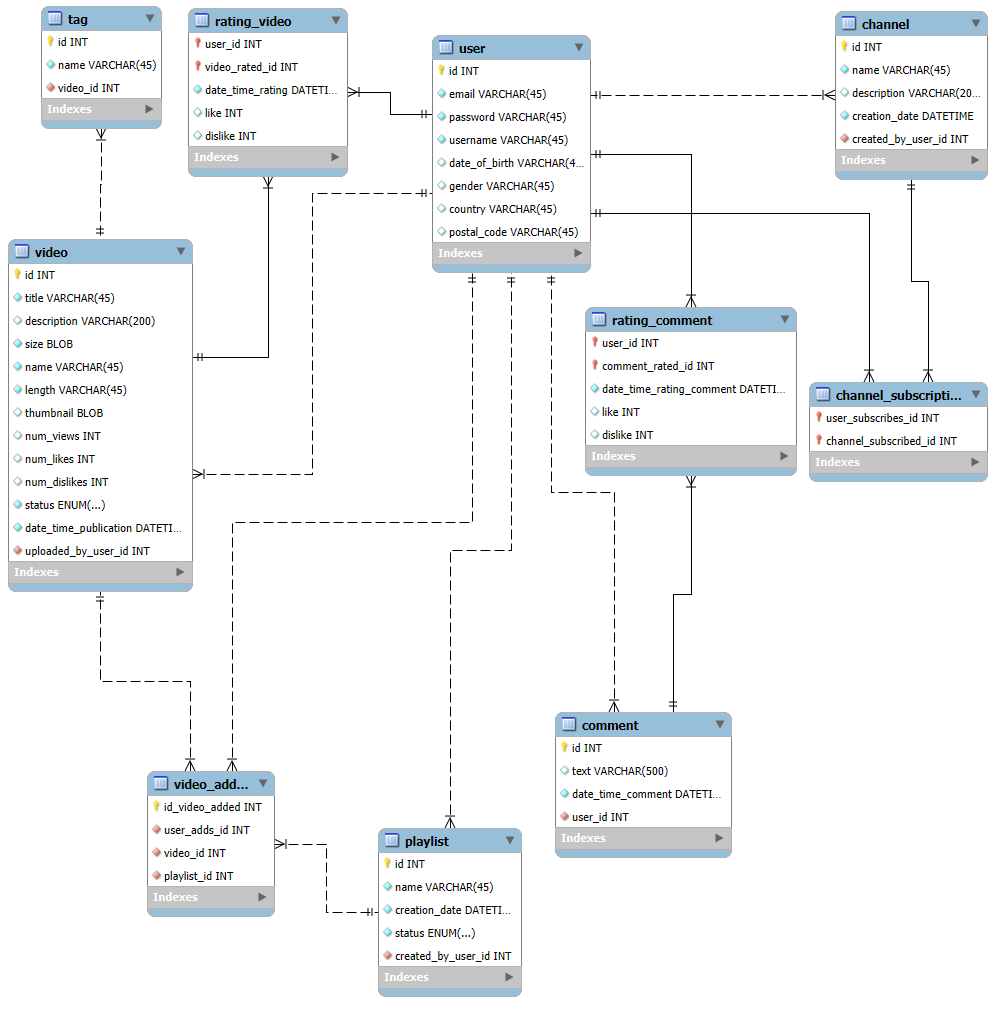 tag
id INT
name VARCHAR(45)
video_id INT
Indexes
rating_video
user_id INT
video_rated_id INT
date_time_rating DATETI...
like INT
dislike INT
Indexes
user
id INT
email VARCHAR(45)
password VARCHAR(45)
username VARCHAR(45)
date_of_birth VARCHAR(4...
gender VARCHAR(45)
country VARCHAR(45)
postal_code VARCHAR(45)
Indexes
channel
id INT
name VARCHAR(45)
description VARCHAR(20...
creation_date DATETIME
created_by_user_id INT
Indexes
video
id INT
title VARCHAR(45)
description VARCHAR(200)
size BLOB
name VARCHAR(45)
length VARCHAR(45)
thumbnail BLOB
num_views INT
num_likes INT
num_dislikes INT
status ENUM(...)
date_time_publication DATETI...
uploaded_by_user_id INT
Indexes
rating_comment
user_id INT
comment_rated_id INT
date_time_rating_comment DATETI...
like INT
dislike INT
Indexes
channel_subscripti...
user_subscribes_id INT
channel_subscribed_id INT
Indexes
comment
id INT
text VARCHAR(500)
date_time_comment DATETI...
user_id INT
Indexes
video_add...
id_video_added INT
user_adds_id INT
video_id INT
playlist_id INT
Indexes
playlist
id INT
name VARCHAR(45)
creation_date DATETI...
status ENUM(...)
created_by_user_id INT
Indexes